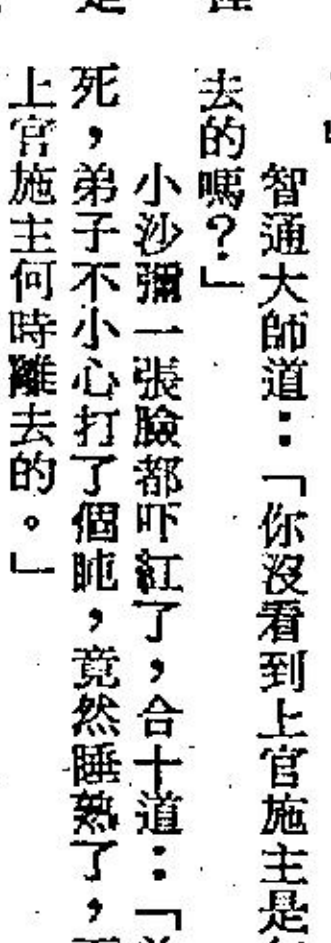 智通大師道：「你沒看到上官施主是
去的嗎？」
小沙彌一張臉都吓紅了，合十道：「
死，弟子不小心打了個盹，竟然睡熟了，
上官施主何時離去的。」